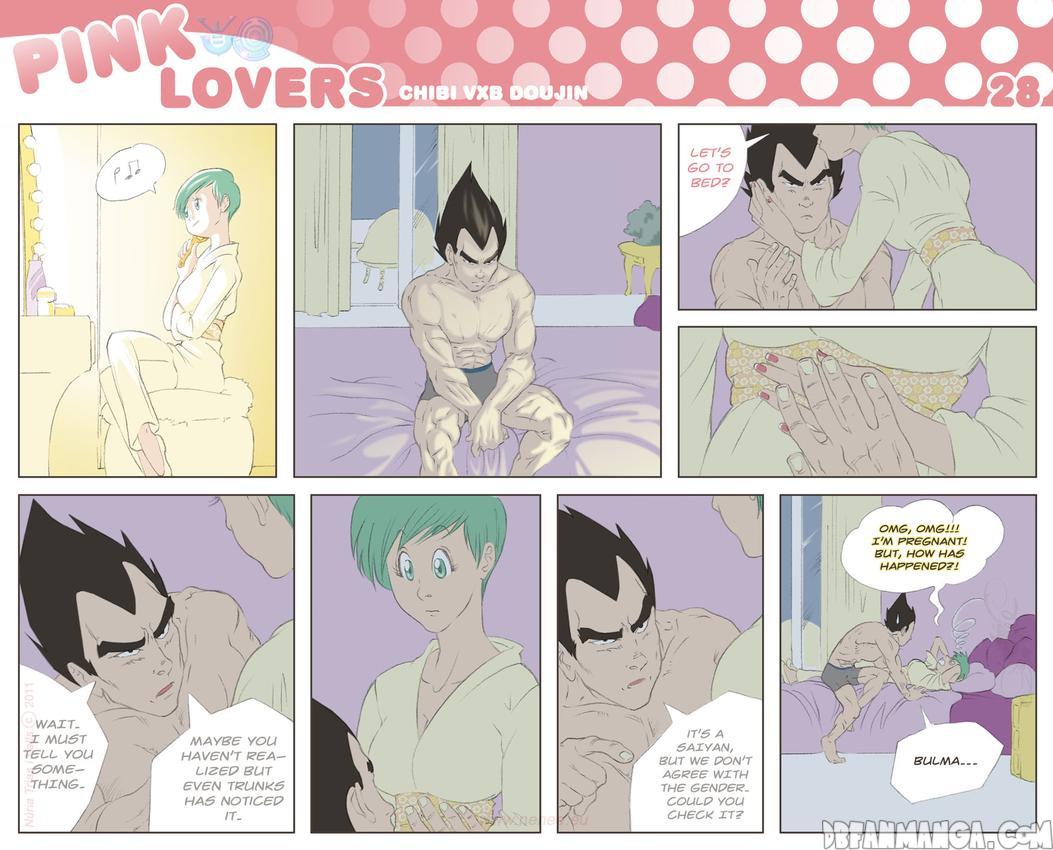 PINK
LOVERS
CHIBI VXB DOUJIN
28
LET'S
GO TO
BED?
WAIT.
I MUST
TELL YOU
SOME-
THING.
MAYBE YOU
HAVEN'T REA-
LIZED BUT
EVEN TRUNKS
HAS NOTICED
IT.
IT'S A
SAIYAN,
BUT WE DON'T
AGREE WITH
THE GENDER.
COULD YOU
CHECK IT?
OMG, OMG!!!
I'M PREGNANT!
BUT, HOW HAS
HAPPENED?!
BULMA...
(c) 2011
DBFANMANGA.COM